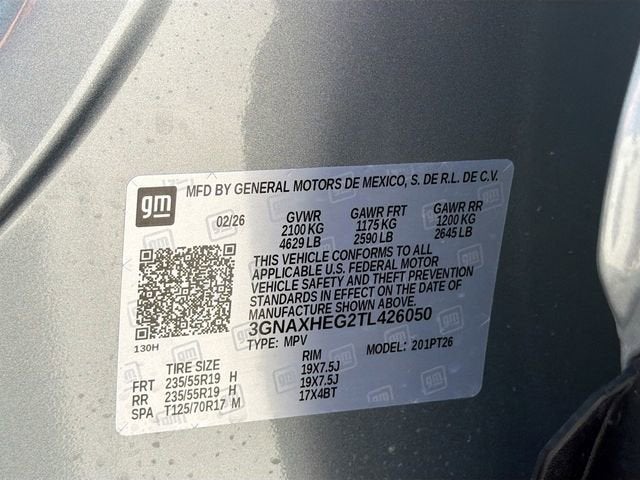 gm
MFD BY GENERAL MOTORS DE MEXICO, S. DE R.L. DE C.V.
02/26 GVWR GAWR FRT GAWR RR
2100 KG 1175 KG 1200 KG
4629 LB 2590 LB 2645 LB
THIS VEHICLE CONFORMS TO ALL
APPLICABLE U.S. FEDERAL MOTOR
VEHICLE SAFETY AND THEFT PREVENTION
STANDARDS IN EFFECT ON THE DATE OF
MANUFACTURE SHOWN ABOVE.
3GNAXHEG2TL426050
130H
TYPE: MPV MODEL: 201PT26
TIRE SIZE RIM
FRT 235/55R19 H 19X7.5J
RR 235/55R19 H 19X7.5J
SPA T125/70R17 M 17X4BT